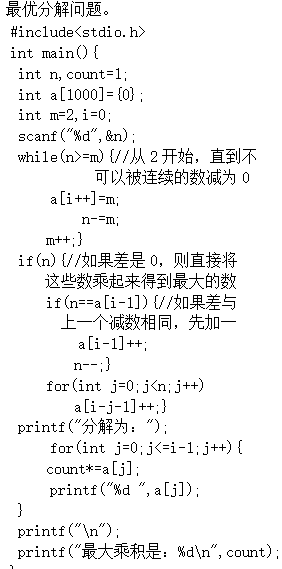 最优分解问题。
#include<stdio.h>
int main(){
int n,count=1;
int a[1000]={0};
int m=2,i=0;
scanf("%d",&n);
while(n>=m){//从2开始，直到不
可以被连续的数减为0
a[i++]=m;
n-=m;
m++;}
if(n){//如果差是0，则直接将
这些数乘起来得到最大的数
if(n==a[i-1]){//如果差与
上一个减数相同，先加一
a[i-1]++;
n--;}
for(int j=0;j<n;j++)
a[i-j-1]++;}
printf("分解为：");
for(int j=0;j<=i-1;j++){
count*=a[j];
printf("%d ",a[j]);
}
printf("\n");
printf("最大乘积是：%d\n",count);